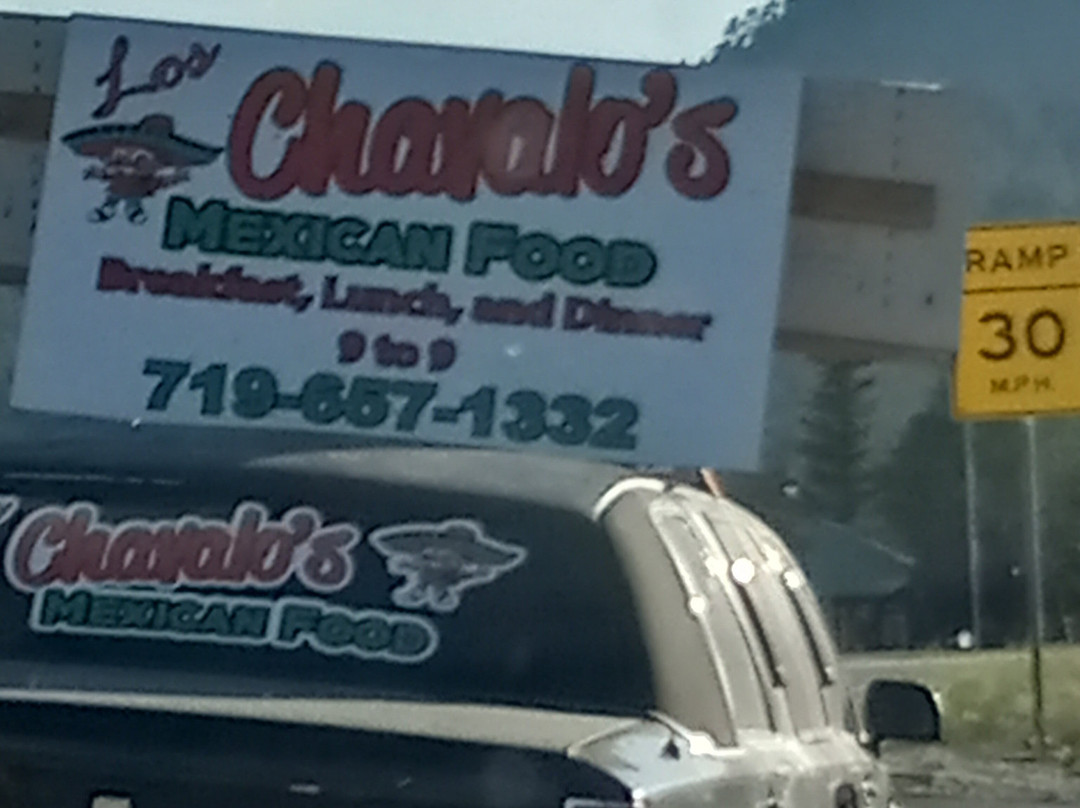 Los
Chavalo's
MEXICAN FOOD
Breakfast, Lunch, and Dinner
9 to 9
719-657-1332
RAMP
30
M.P.H.
Chavalo's
MEXICAN FOOD